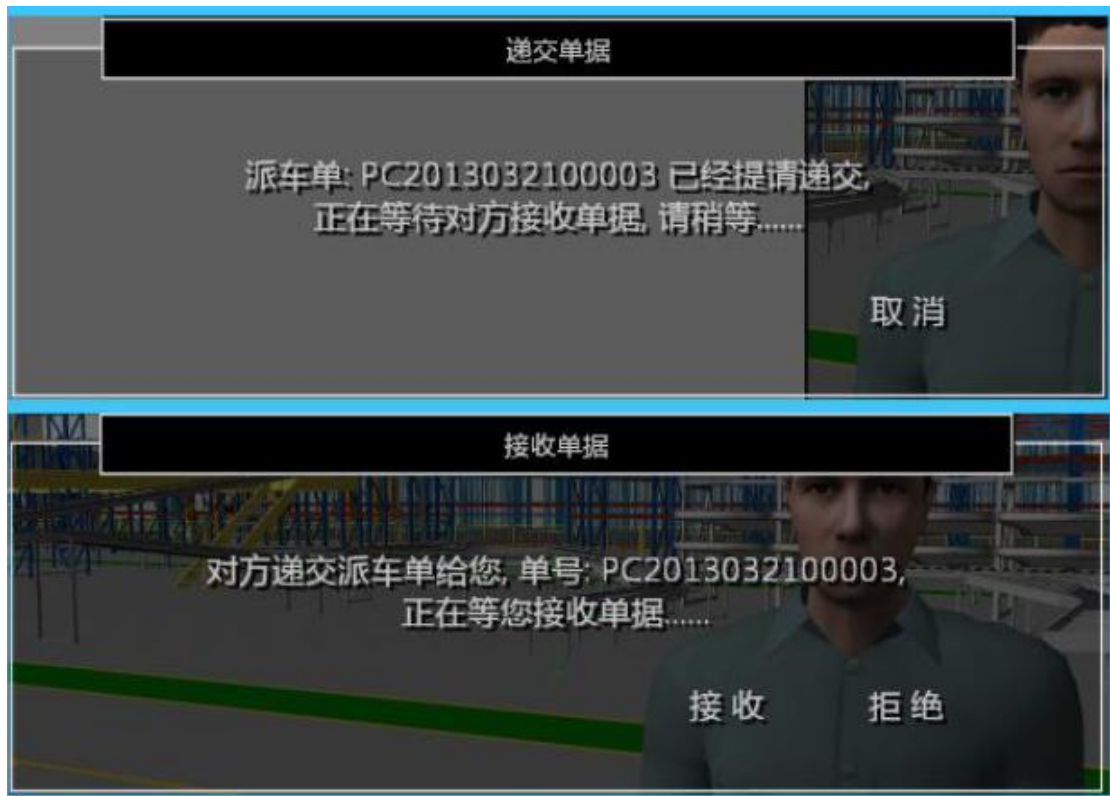 递交单据
派车单: PC2013032100003 已经提请递交,
正在等待对方接收单据, 请稍等......
取 消
接收单据
对方递交派车单给您, 单号: PC2013032100003,
正在等您接收单据......
接 收 拒 绝